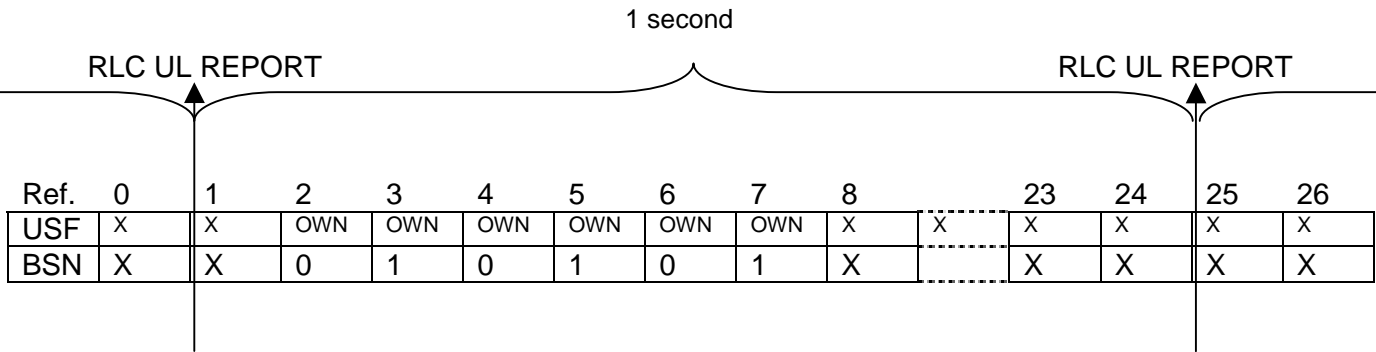 1 second
RLC UL REPORT RLC UL REPORT
Ref. 0 1 2 3 4 5 6 7 8 23 24 25 26
USF X X OWN OWN OWN OWN OWN OWN X X X X X X
BSN X X 0 1 0 1 0 1 X X X X X